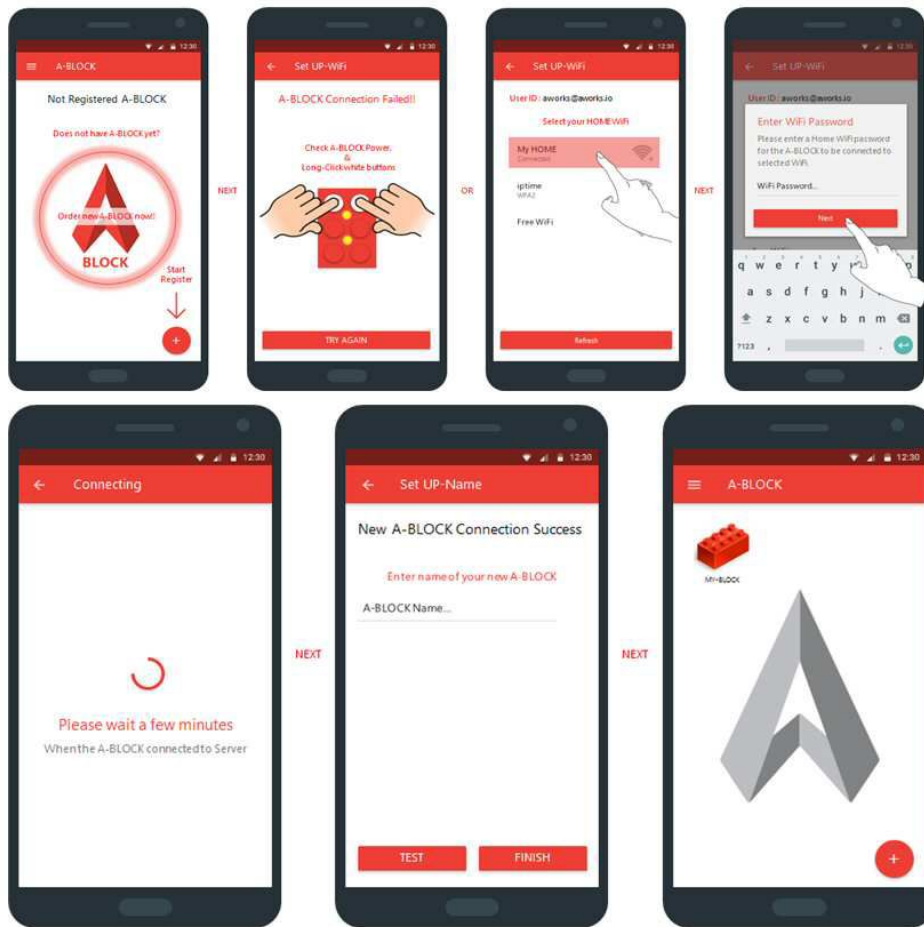 12:30
A-BLOCK
Not Registered A-BLOCK
Does not have A-BLOCK yet?
Order new A-BLOCK now!!
BLOCK
Start
Register
+
NEXT
12:30
Set UP-WiFi
A-BLOCK Connection Failed!!
Check A-BLOCK Power,
&
Long-Click white buttons
TRY AGAIN
OR
12:30
Set UP-WiFi
User ID : aworks@aworks.io
Select your HOME WiFi
My HOME
Connected
iptime
WPA2
Free WiFi
Refresh
NEXT
12:30
Set UP-WiFi
User ID : aworks@aworks.io
Enter WiFi Password
Please enter a Home WiFi password
for the A-BLOCK to be connected to
selected WiFi.
WiFi Password...
Next
q w e r t y p
a s d f g h j
z x c v b n m
?123 , .
12:30
Connecting
Please wait a few minutes
When the A-BLOCK connected to Server
NEXT
12:30
Set UP-Name
New A-BLOCK Connection Success
Enter name of your new A-BLOCK
A-BLOCK Name...
TEST FINISH
NEXT
12:30
A-BLOCK
MY-BLOCK
+